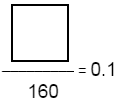 □/160 = 0.1